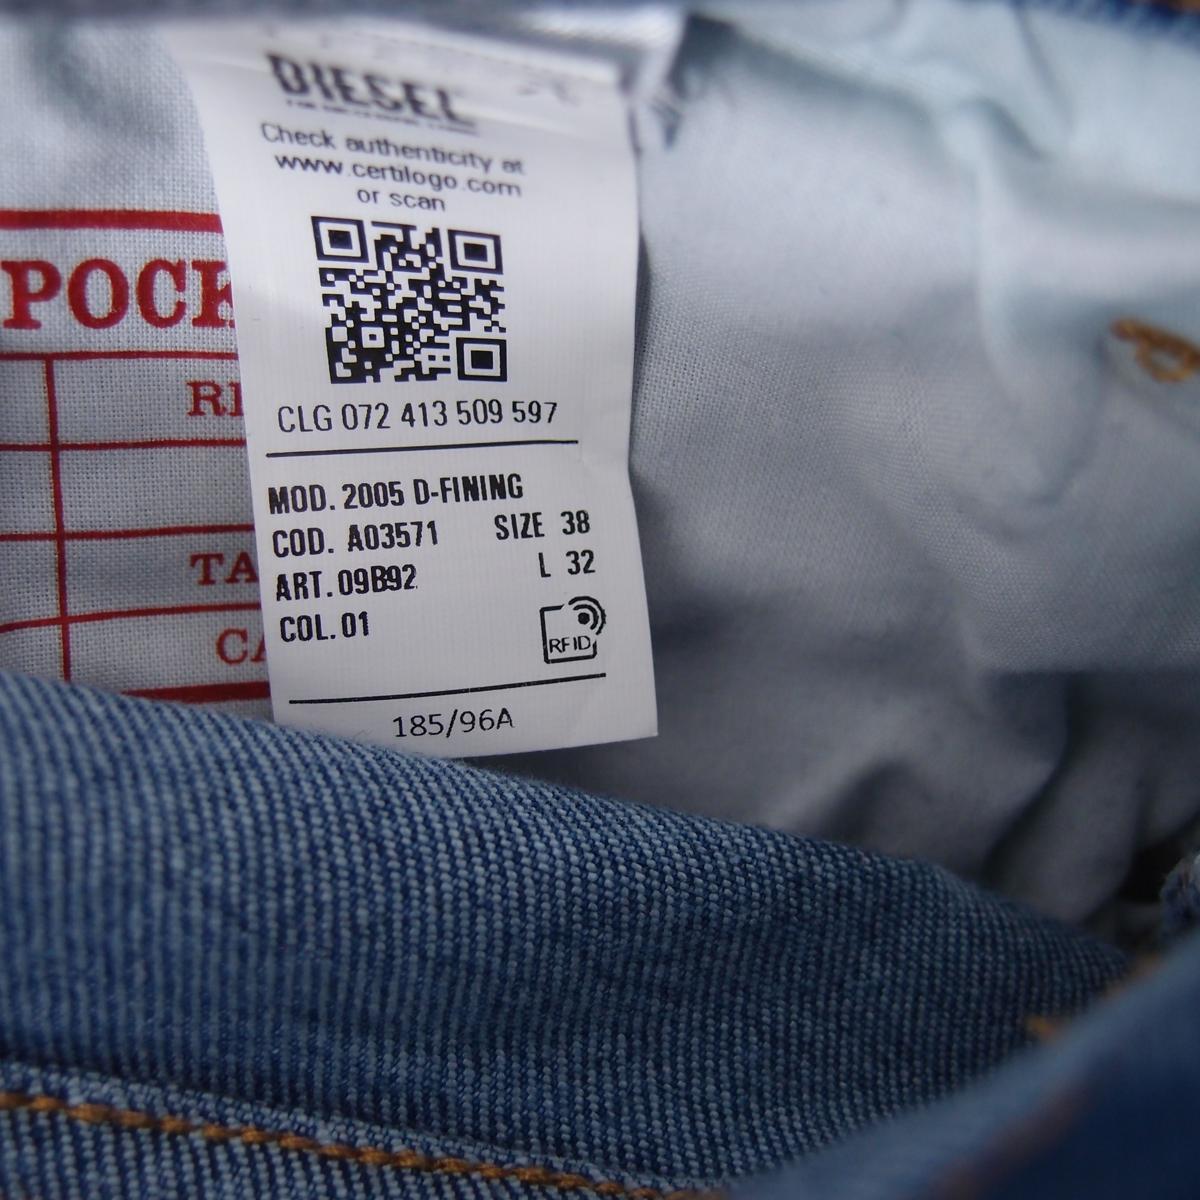 DIESEL
Check authenticity at
www.certilogo.com
or scan
CLG 072 413 509 597
MOD. 2005 D-FINING
COD. A03571 SIZE 38
ART. 09B92 L 32
COL. 01
RFID
185/96A
POCK
RE
TA
CA